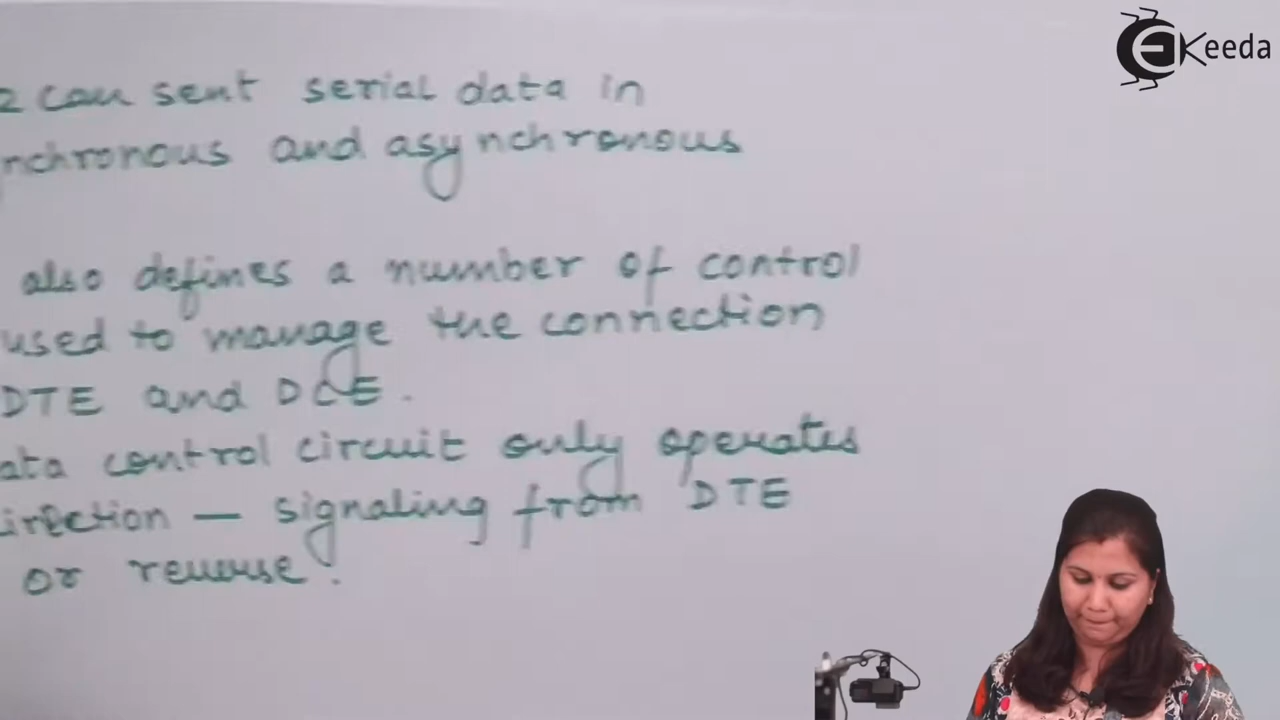 2 can sent serial data in
nchronous and asynchronous
also defines a number of control
used to manage the connection
DTE and DCE.
ata control circuit only operates
irection — signaling from DTE
or reverse.
EKeeda